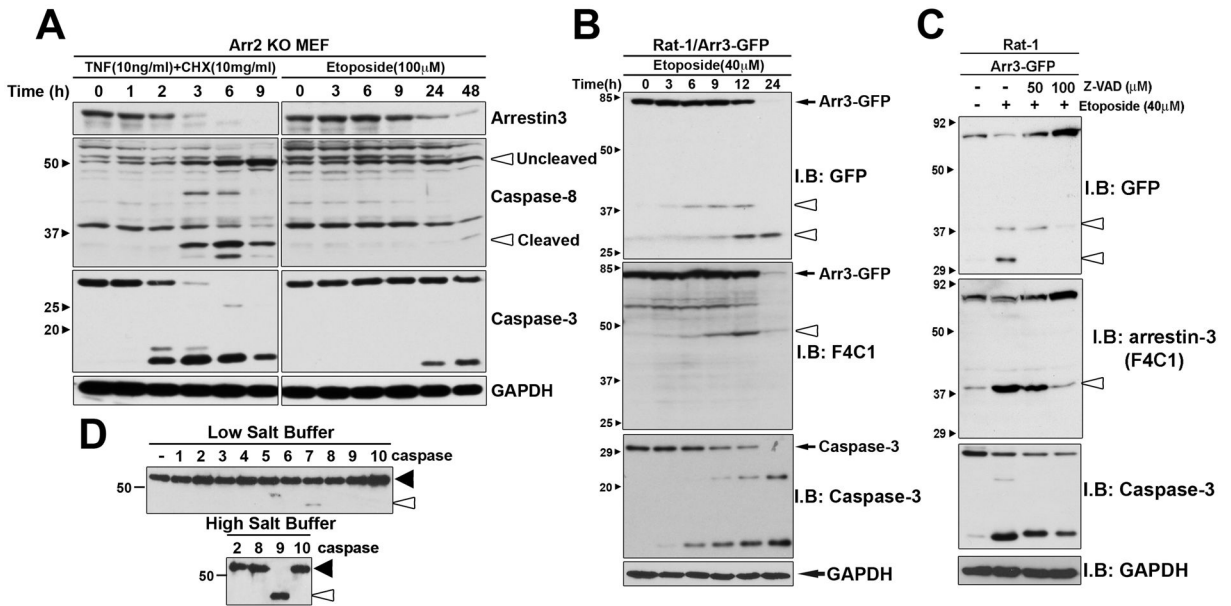 A
Arr2 KO MEF
TNF(10ng/ml)+CHX(10mg/ml) Etoposide(100µM)
Time (h) 0 1 2 3 6 9 0 3 6 9 24 48
Arrestin3
50
Uncleaved
Caspase-8
37
Cleaved
25
Caspase-3
20
GAPDH
B
Rat-1/Arr3-GFP
Etoposide(40µM)
Time(h) 0 3 6 9 12 24
85
Arr3-GFP
50
I.B: GFP
37
25
85
Arr3-GFP
50
I.B: F4C1
37
25
29
Caspase-3
20
I.B: Caspase-3
GAPDH
C
Rat-1
Arr3-GFP
- - 50 100 Z-VAD (µM)
- + + + Etoposide (40µM)
92
50
I.B: GFP
37
29
92
50
I.B: arrestin-3
(F4C1)
37
29
I.B: Caspase-3
I.B: GAPDH
D
Low Salt Buffer
- 1 2 3 4 5 6 7 8 9 10 caspase
50
High Salt Buffer
2 8 9 10 caspase
50